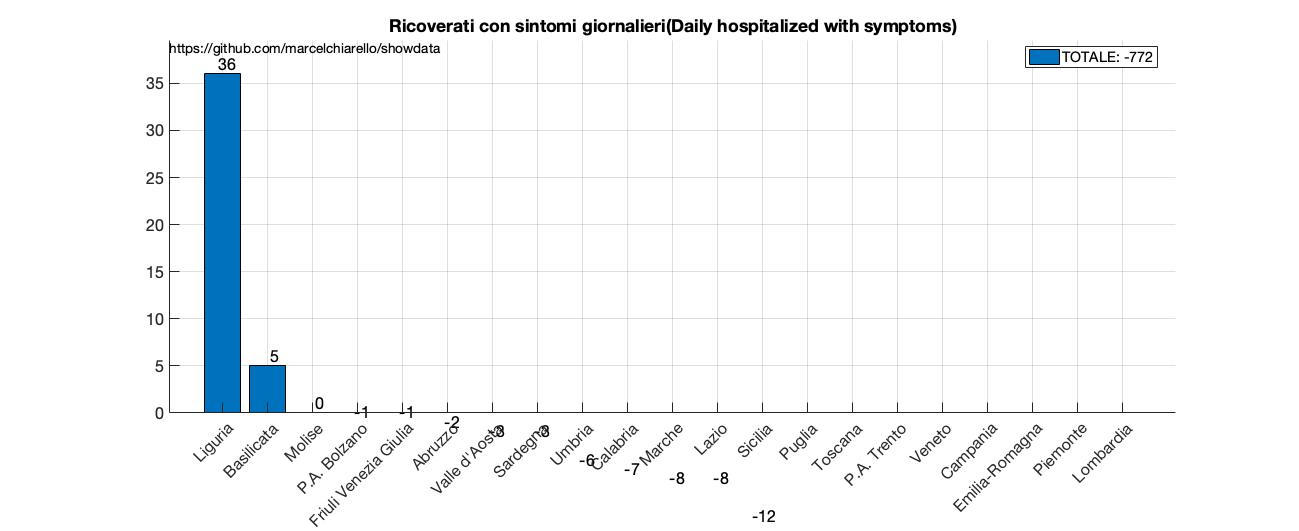 Ricoverati con sintomi giornalieri(Daily hospitalized with symptoms)
https://github.com/marcelchiarello/showdata
TOTALE: -772
36
35
30
25
20
15
10
5
0
5
0
-1
-1
-2
-3
-3
-6
-7
-8
-8
-12
Liguria
Basilicata
Molise
P.A. Bolzano
Friuli Venezia Giulia
Abruzzo
Valle d'Aosta
Sardegna
Umbria
Calabria
Marche
Lazio
Sicilia
Puglia
Toscana
P.A. Trento
Veneto
Campania
Emilia-Romagna
Piemonte
Lombardia